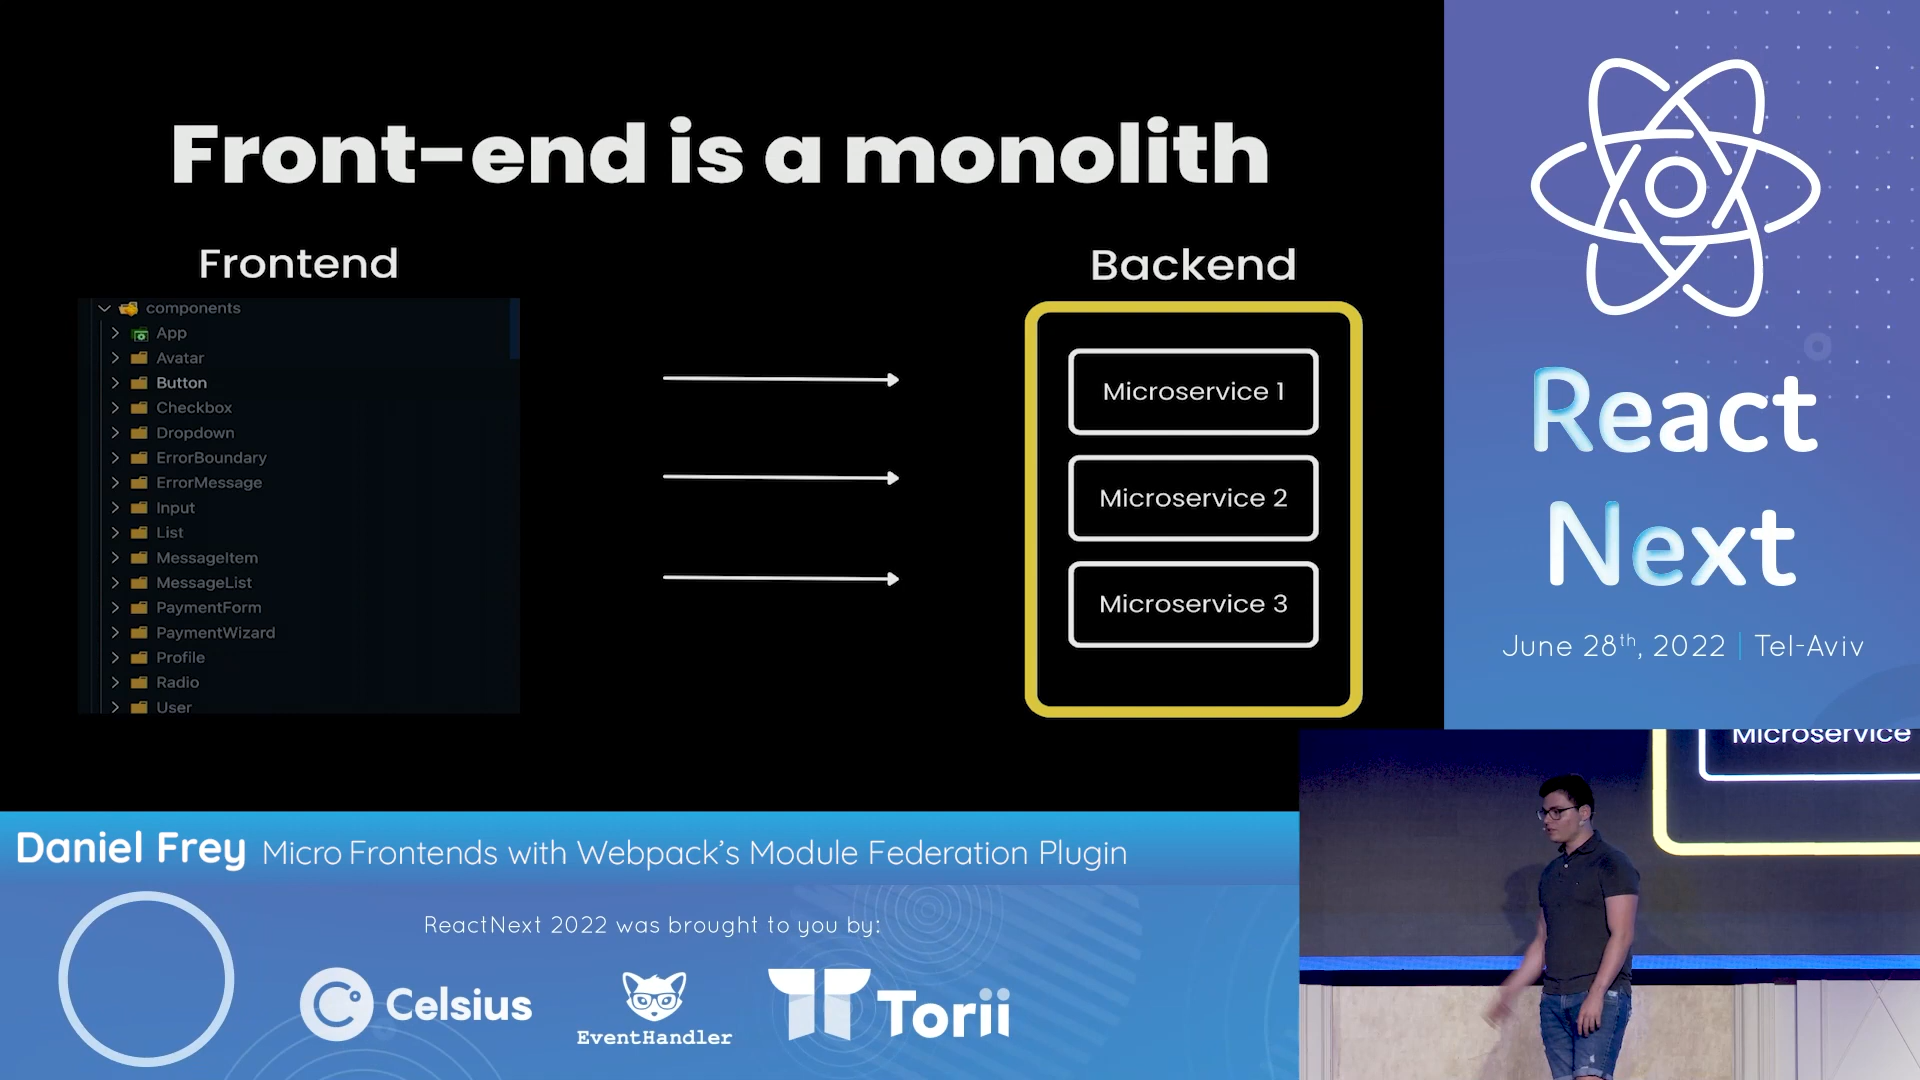 Front-end is a monolith
Frontend
components
App
Avatar
Button
Checkbox
Dropdown
ErrorBoundary
ErrorMessage
Input
List
MessageItem
MessageList
PaymentForm
PaymentWizard
Profile
Radio
User
Backend
Microservice 1
Microservice 2
Microservice 3
React
Next
June 28th, 2022 | Tel-Aviv
Microservice
Daniel Frey Micro Frontends with Webpack's Module Federation Plugin
ReactNext 2022 was brought to you by:
Celsius
EventHandler
Torii